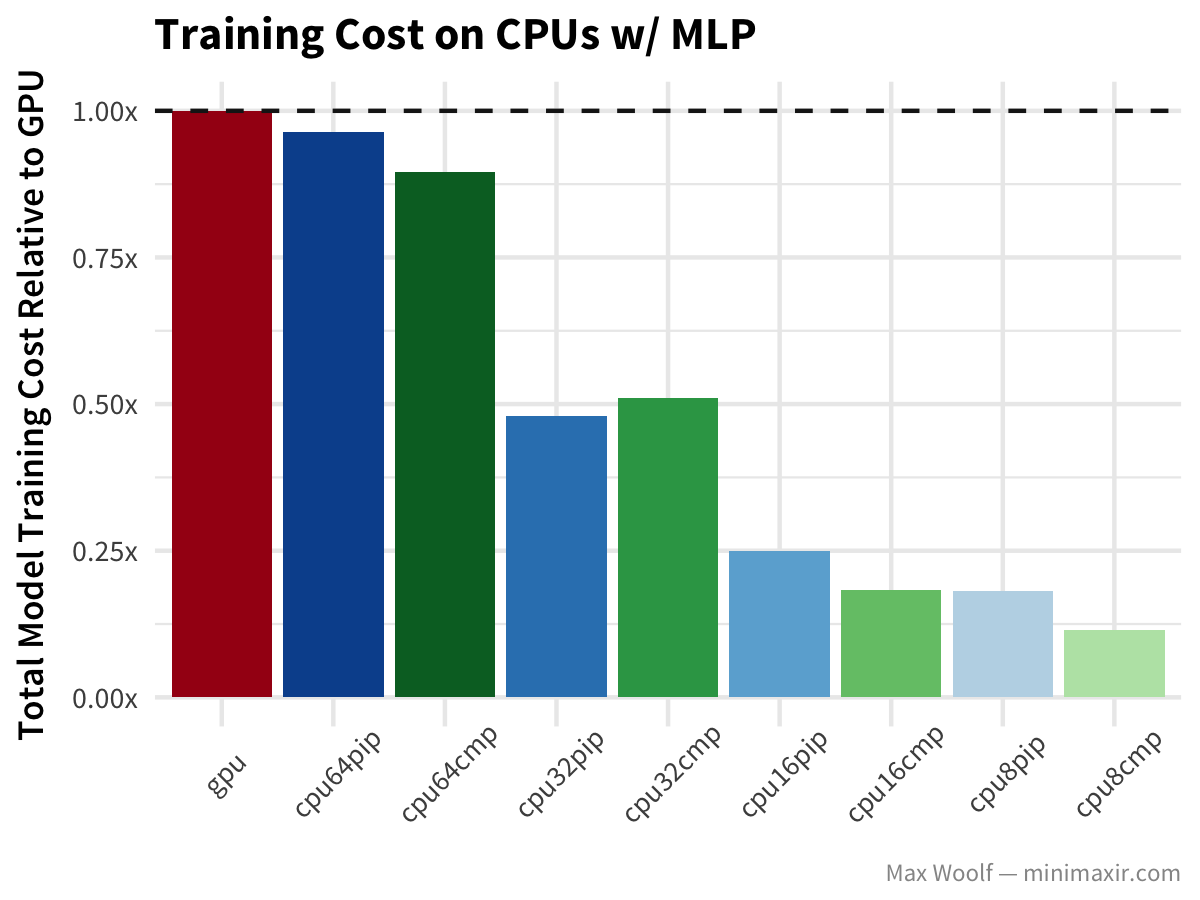 Training Cost on CPUs w/ MLP
Total Model Training Cost Relative to GPU
1.00x
0.75x
0.50x
0.25x
0.00x
gpu
cpu64pip
cpu64cmp
cpu32pip
cpu32cmp
cpu16pip
cpu16cmp
cpu8pip
cpu8cmp
Max Woolf — minimaxir.com